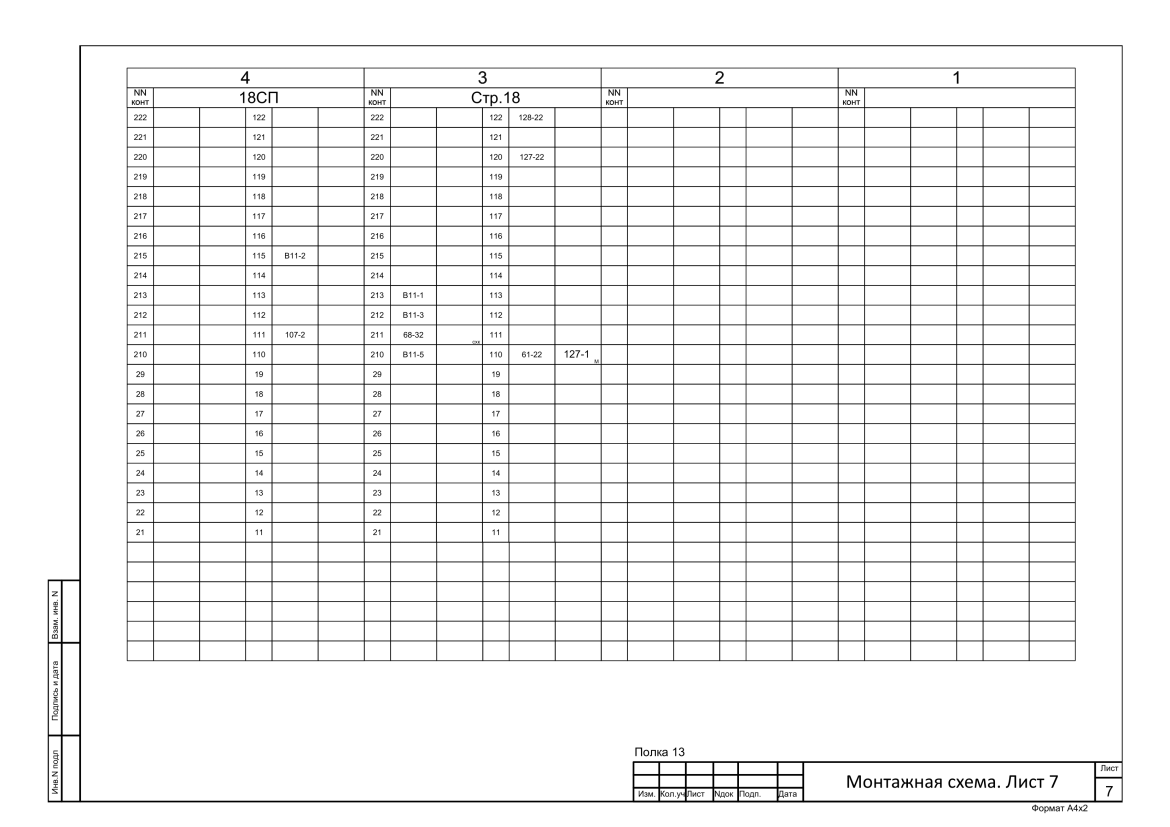 4 3 2 1
NN конт 18СП NN конт Стр.18 NN конт NN конт
222 122 222 122 128-22
221 121 221 121
220 120 220 120 127-22
219 119 219 119
218 118 218 118
217 117 217 117
216 116 216 116
215 115 В11-2 215 115
214 114 214 114
213 113 213 В11-1 113
212 112 212 В11-3 112
211 111 107-2 211 68-32 схе 111
210 110 210 В11-5 110 61-22 127-1 м
29 19 29 19
28 18 28 18
27 17 27 17
26 16 26 16
25 15 25 15
24 14 24 14
23 13 23 13
22 12 22 12
21 11 21 11
Взам. инв. N
Подпись и дата
Инв.N подп
Полка 13
Изм. Кол.уч Лист Nдок Подп. Дата
Монтажная схема. Лист 7
Лист
7
Формат А4х2